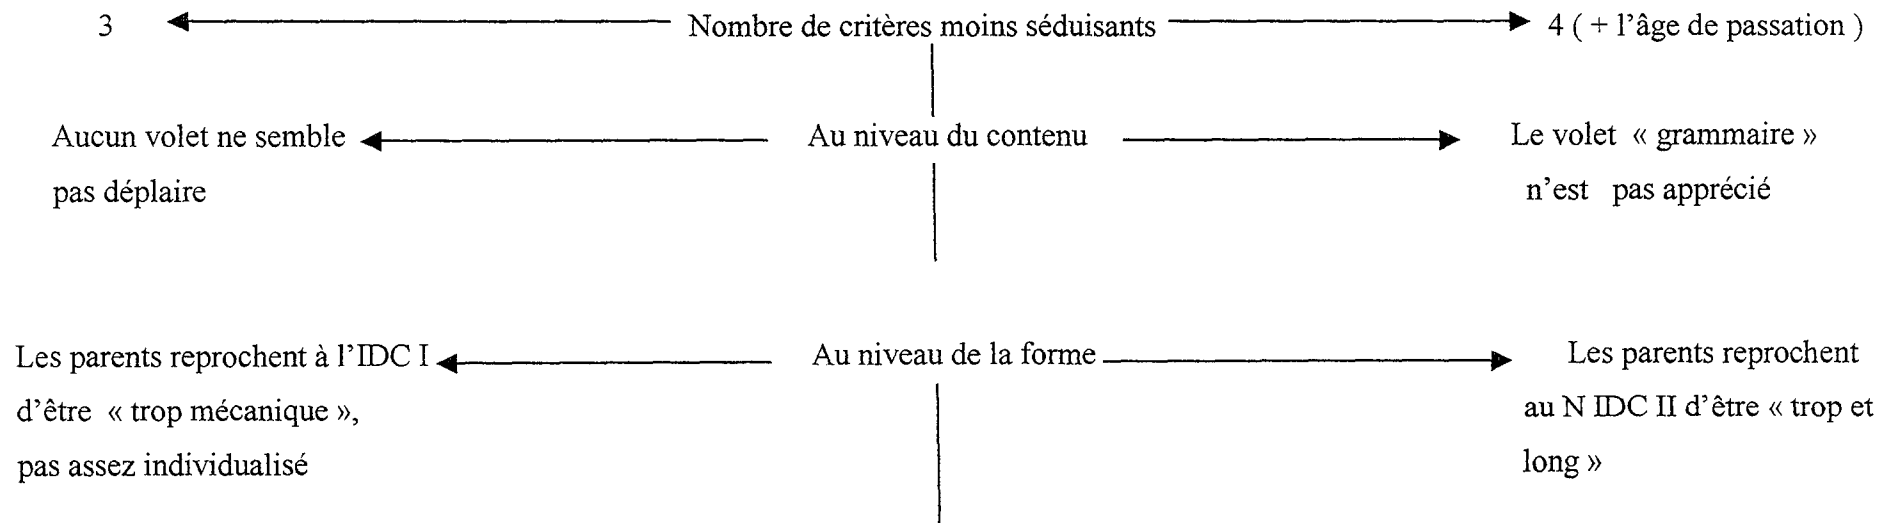 3 Nombre de critères moins séduisants 4 ( + l'âge de passation )
Aucun volet ne semble Au niveau du contenu Le volet « grammaire »
pas déplaire n'est pas apprécié
Les parents reprochent à l'IDC I Au niveau de la forme Les parents reprochent
d'être « trop mécanique », au N IDC II d'être « trop et
pas assez individualisé long »